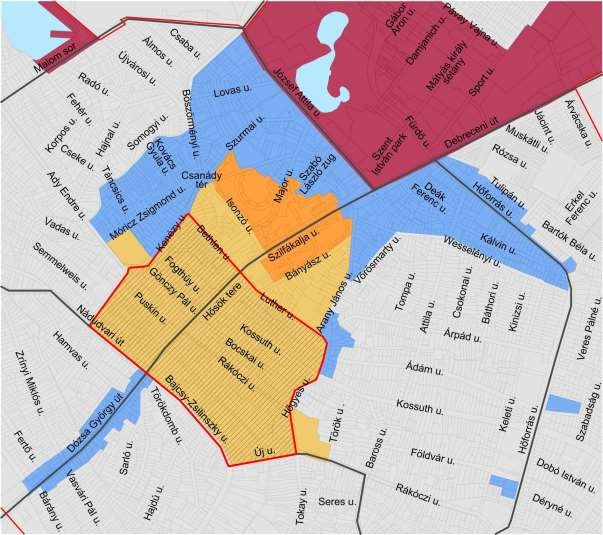 Gábor
Áron u.
Damjanich u.
Pávay Vajna u.
Mátyás király
sétány
Sport u.
Malom sor
Csaba u.
Álmos u.
Újvárosi u.
Radó u.
Böszörményi u.
Lovas u.
József Attila u.
Fürdő u.
Szent
István park
Debreceni út
Jácint u.
Árvácska u.
Muskátli u.
Rózsa u.
Fehér u.
Korpos u.
Hajnal u.
Somogyi u.
Cseke u.
Kovács
Gyula u.
Szurmai u.
Szabó
László zug
Major u.
Csanády
tér
Isonzó u.
Deák
Ferenc u.
Hőforrás u.
Tulipán u.
Erkel
Ferenc u.
Bartók Béla u.
Ady Endre u.
Táncsics u.
Móricz Zsigmond u.
Vadas u.
Semmelweis u.
Kenézy u.
Bethlen u.
Szilfákalja u.
Bányász u.
Vörösmarty u.
Wesselényi u.
Kálvin u.
Fogthüy u.
Gönczy Pál u.
Puskin u.
Hősök tere
Luther u.
Arany János u.
Tompa u.
Attila u.
Csokonai u.
Báthori u.
Kinizsi u.
Veres Pálné u.
Nádudvari út
Kossuth u.
Bocskai u.
Rákóczi u.
Árpád u.
Hamvas u.
Ádám u.
Zrínyi Miklós u.
Bajcsy-Zsilinszky u.
Hőgyes u.
Kossuth u.
Keleti u.
Hőforrás u.
Szabadság u.
Dózsa György út
Törökdomb u.
Török u.
Baross u.
Fertő u.
Sarló u.
Új u.
Földvár u.
Dobó István u.
Vasvári Pál u.
Bárány u.
Hajdú u.
Tokay u.
Seres u.
Rákóczi u.
Déryné u.